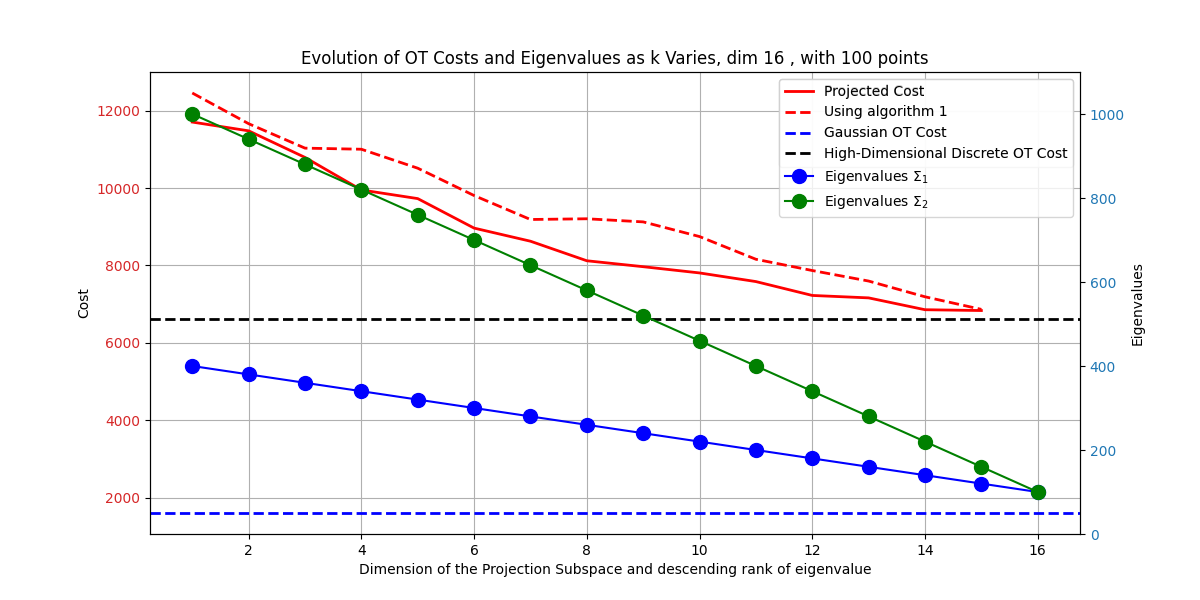 Evolution of OT Costs and Eigenvalues as k Varies, dim 16 , with 100 points
Projected Cost
Using algorithm 1
Gaussian OT Cost
High-Dimensional Discrete OT Cost
Eigenvalues Σ₁
Eigenvalues Σ₂
Cost
12000
10000
8000
6000
4000
2000
1000
800
600
400
200
0
Eigenvalues
2 4 6 8 10 12 14 16
Dimension of the Projection Subspace and descending rank of eigenvalue